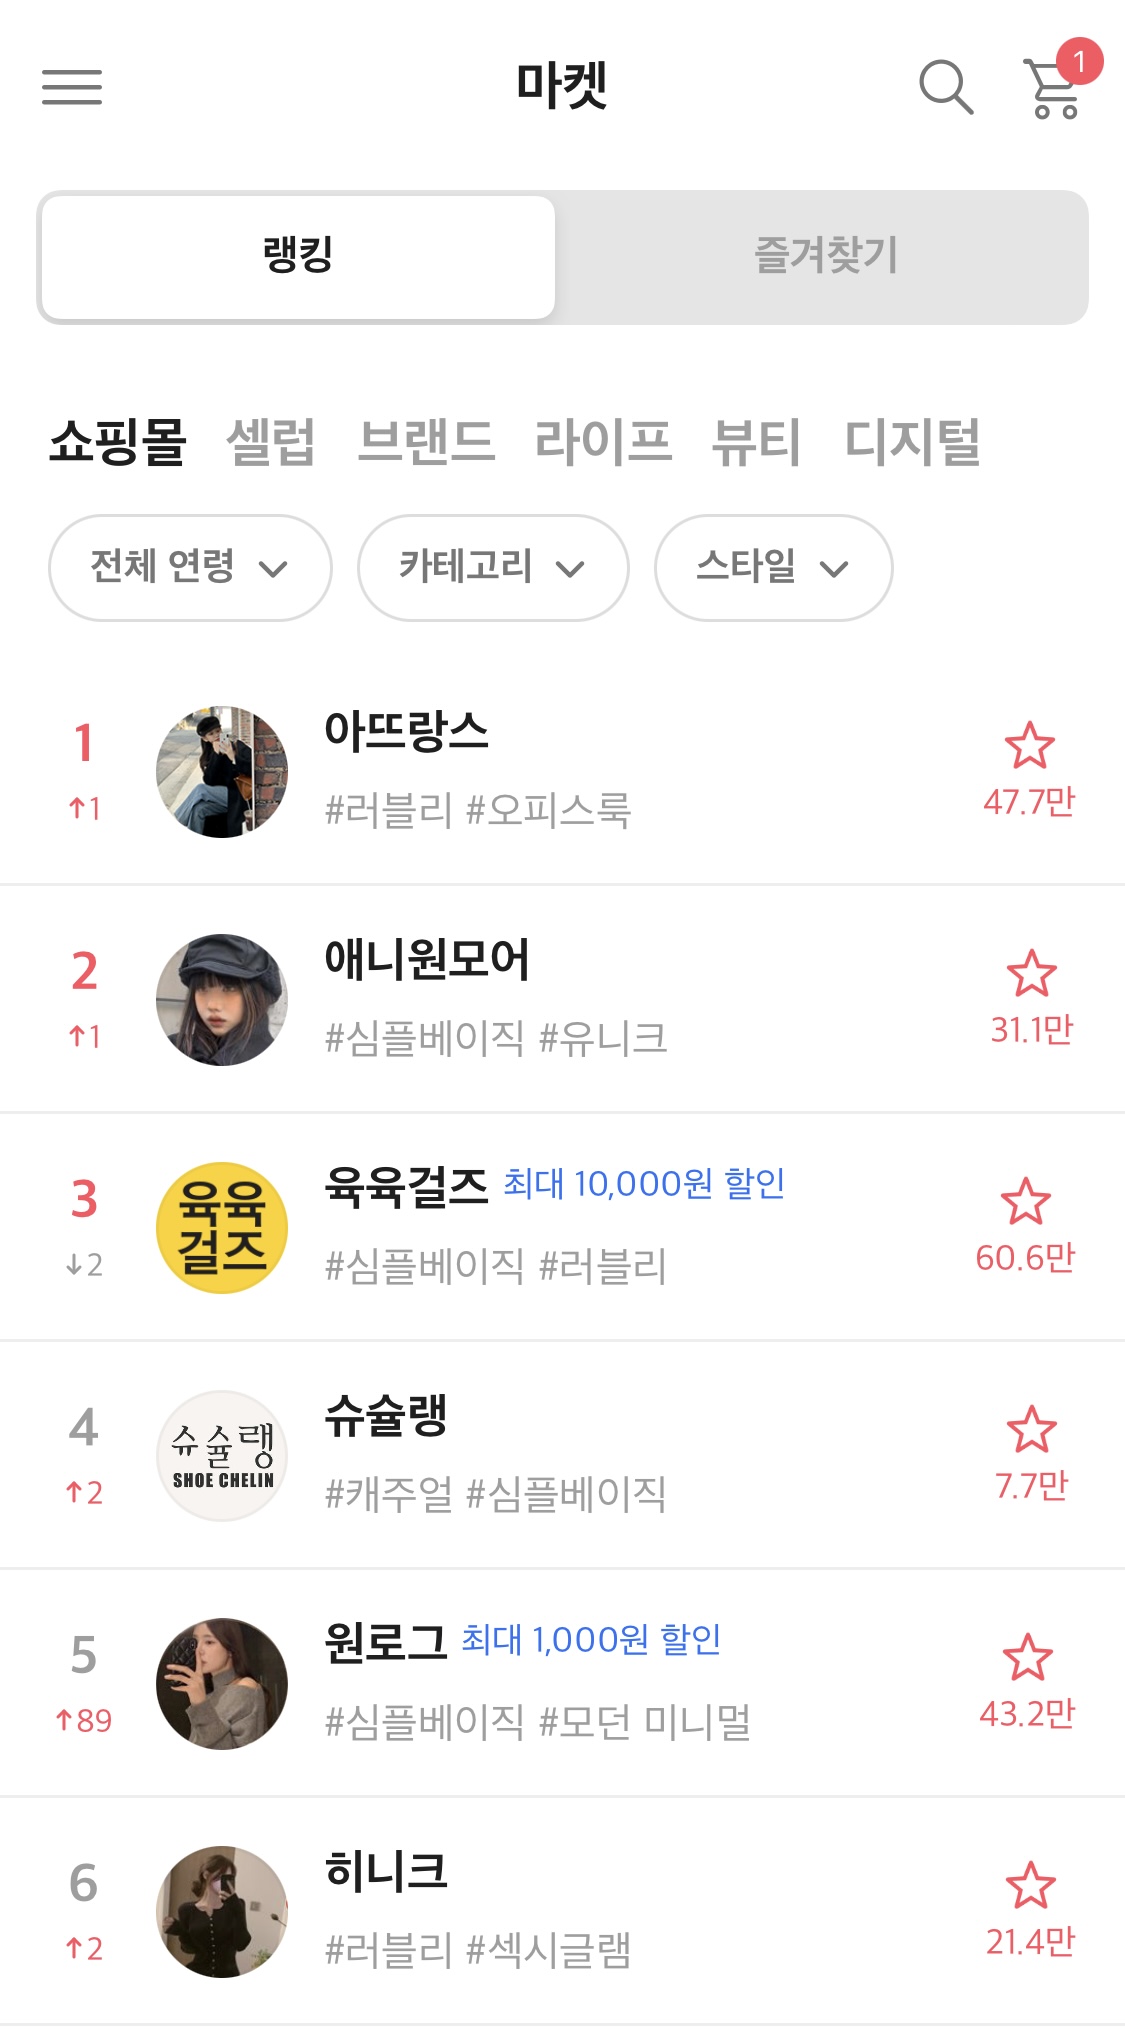 마켓
1
랭킹
즐겨찾기
쇼핑몰 셀럽 브랜드 라이프 뷰티 디지털
전체 연령
카테고리
스타일
1
↑1
아뜨랑스
#러블리 #오피스룩
47.7만
2
↑1
애니원모어
#심플베이직 #유니크
31.1만
3
↓2
육육
걸즈
육육걸즈 최대 10,000원 할인
#심플베이직 #러블리
60.6만
4
↑2
슈슐랭
SHOE CHELIN
슈슐랭
#캐주얼 #심플베이직
7.7만
5
↑89
원로그 최대 1,000원 할인
#심플베이직 #모던 미니멀
43.2만
6
↑2
히니크
#러블리 #섹시글램
21.4만